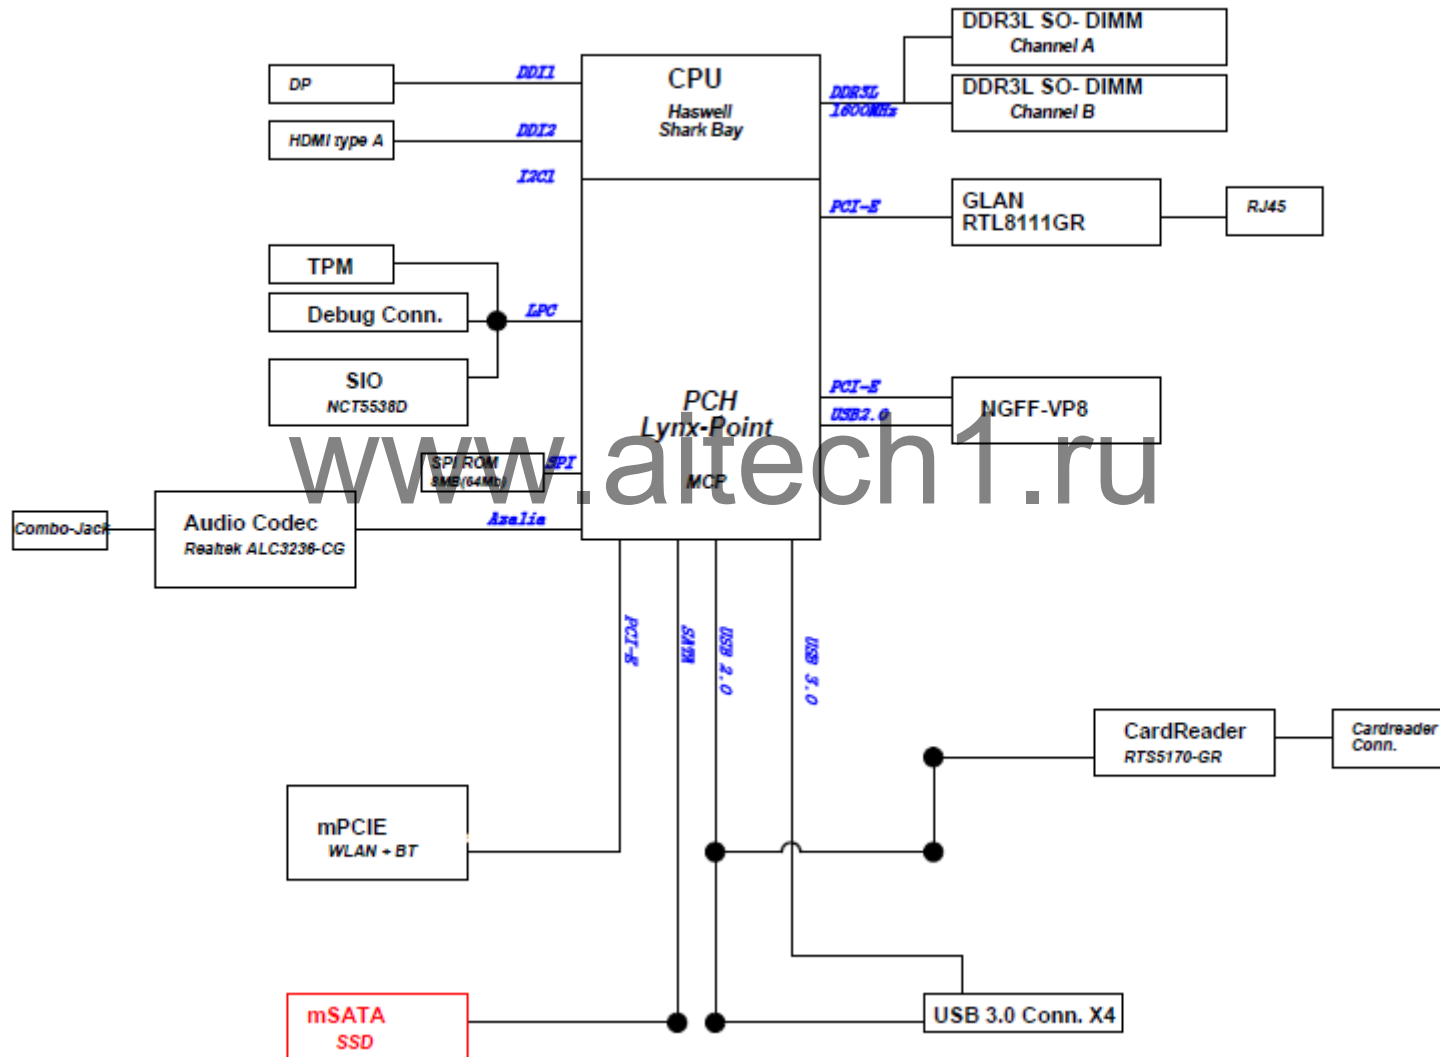 DDR3L SO- DIMM
Channel A
DDR3L SO- DIMM
Channel B
DDR3L
1600MHz
CPU
Haswell
Shark Bay
DP
DDI1
HDMI type A
DDI2
I2C1
PCI-E
GLAN
RTL8111GR
RJ45
TPM
Debug Conn.
LPC
SIO
NCT5538D
PCH
Lynx-Point
MCP
PCI-E
USB2.0
NGFF-VP8
www.aitech1.ru
SPI ROM
8MB(64Mb)
SPI
Combo-Jack
Audio Codec
Realtek ALC3236-CG
Azalia
PCI-E
SATA
USB 2.0
USB 3.0
CardReader
RTS5170-GR
Cardreader
Conn.
mPCIE
WLAN + BT
mSATA
SSD
USB 3.0 Conn. X4